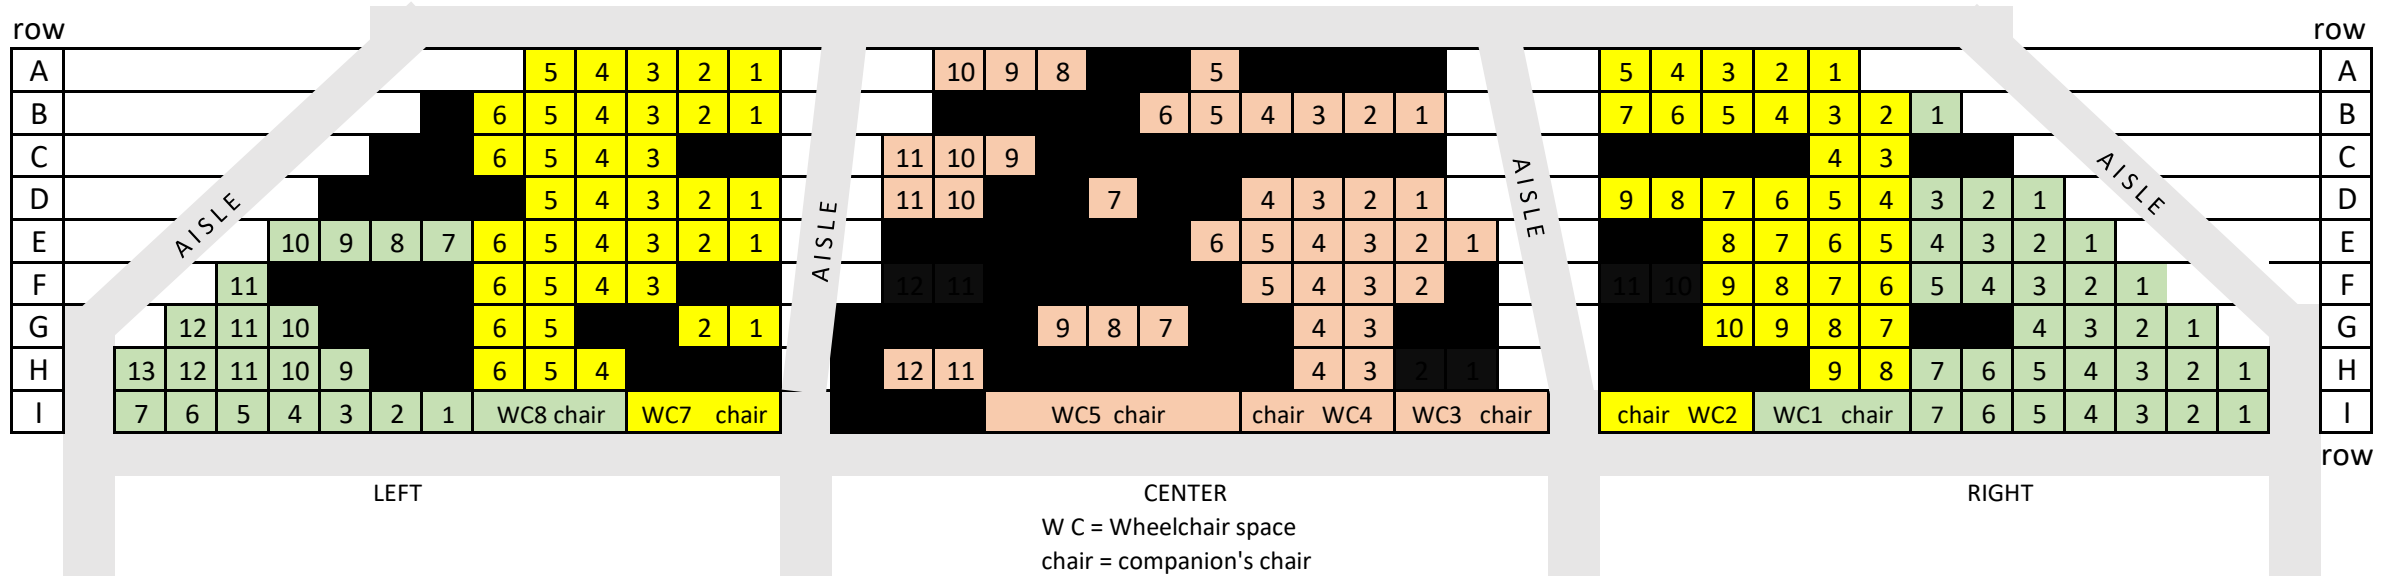 row row
A 5 4 3 2 1 10 9 8 5 5 4 3 2 1 A
B 6 5 4 3 2 1 6 5 4 3 2 1 7 6 5 4 3 2 1 B
C 6 5 4 3 11 10 9 4 3 C
D 5 4 3 2 1 11 10 7 4 3 2 1 9 8 7 6 5 4 3 2 1 D
AISLE AISLE AISLE AISLE
E 10 9 8 7 6 5 4 3 2 1 6 5 4 3 2 1 8 7 6 5 4 3 2 1 E
F 11 6 5 4 3 12 11 5 4 3 2 11 10 9 8 7 6 5 4 3 2 1 F
G 12 11 10 6 5 2 1 9 8 7 4 3 10 9 8 7 4 3 2 1 G
H 13 12 11 10 9 6 5 4 12 11 4 3 2 1 9 8 7 6 5 4 3 2 1 H
I 7 6 5 4 3 2 1 WC8 chair WC7 chair WC5 chair chair WC4 WC3 chair chair WC2 WC1 chair 7 6 5 4 3 2 1 I
row
LEFT CENTER RIGHT
W C = Wheelchair space
chair = companion's chair